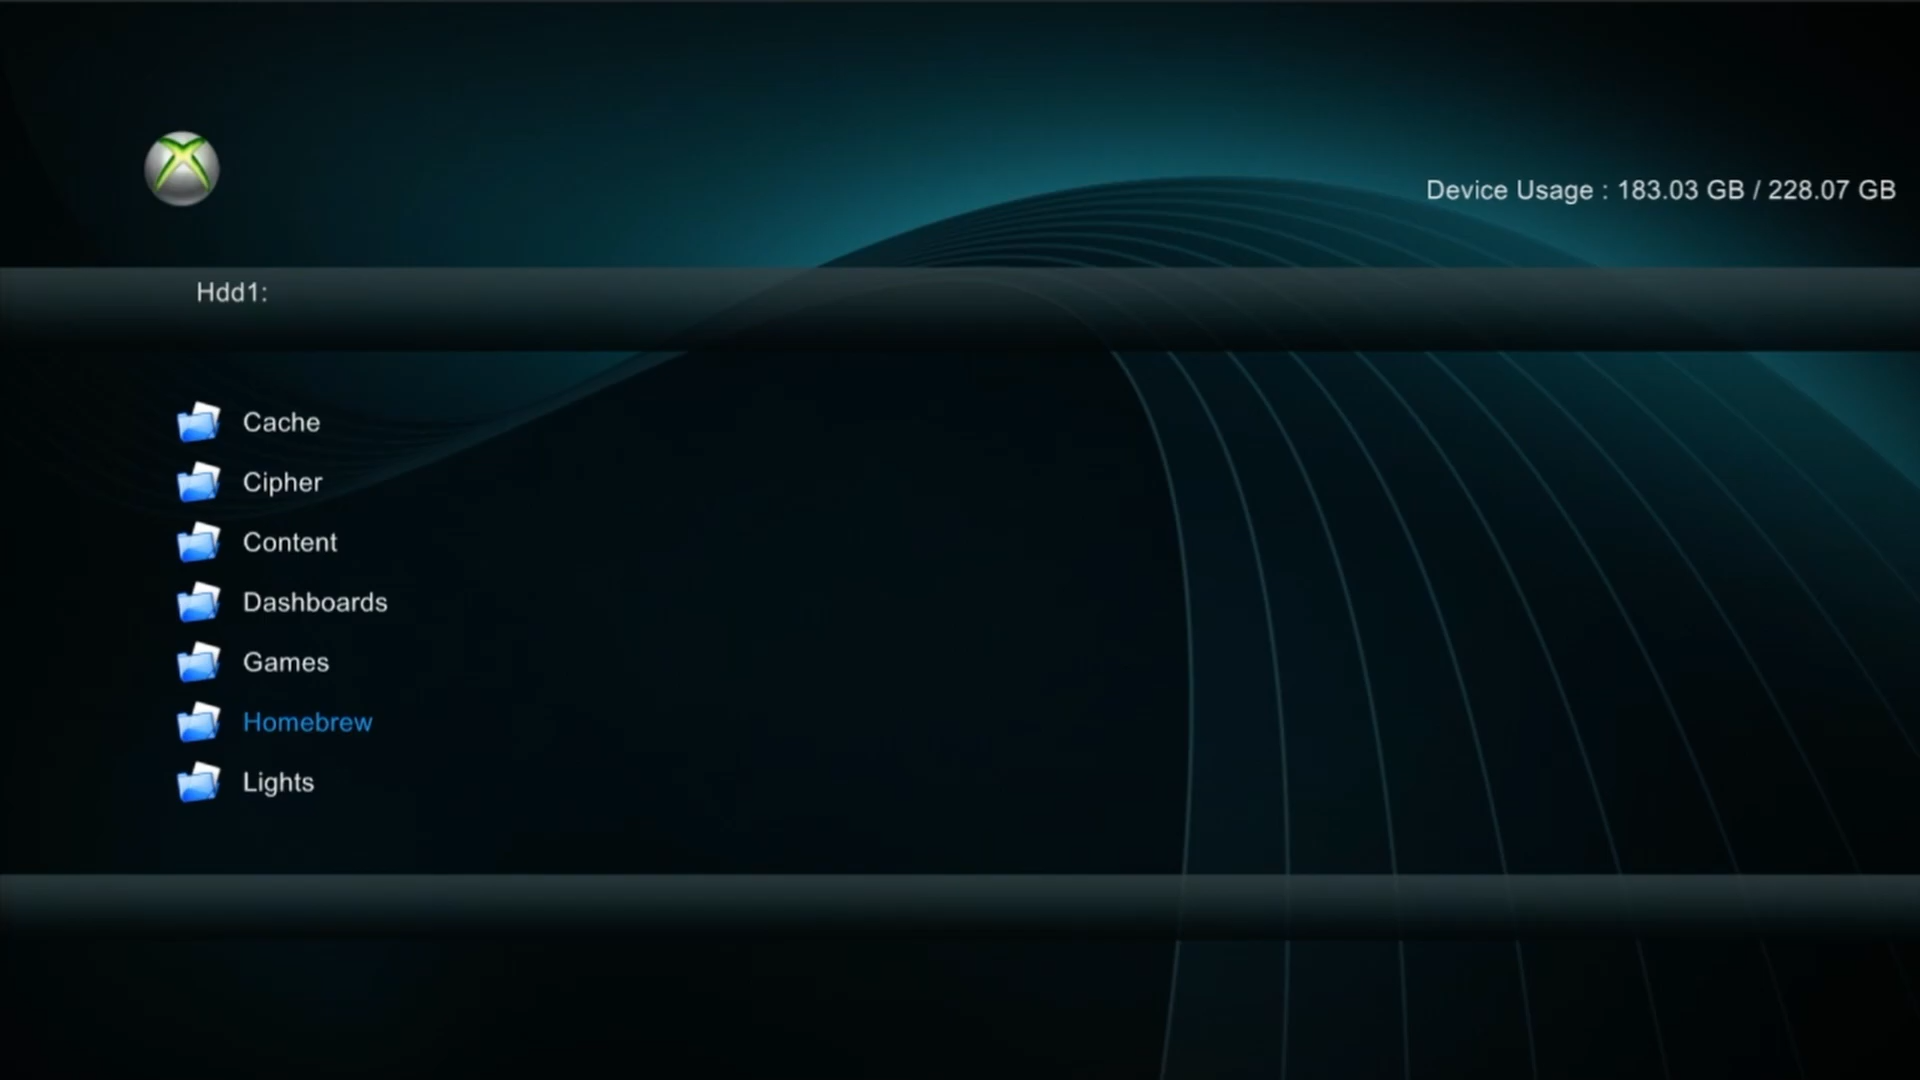 Device Usage : 183.03 GB / 228.07 GB
Hdd1:
Cache
Cipher
Content
Dashboards
Games
Homebrew
Lights